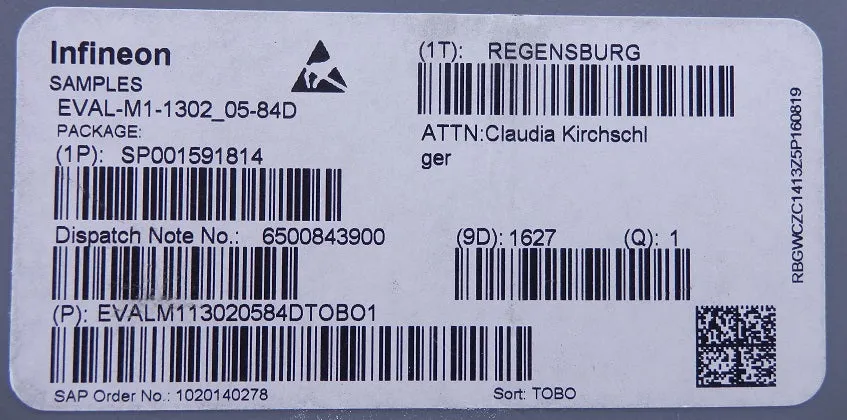 Infineon
SAMPLES
EVAL-M1-1302_05-84D
PACKAGE:
(1P): SP001591814
Dispatch Note No.: 6500843900
(P): EVALM113020584DTOBO1
SAP Order No.: 1020140278
(1T): REGENSBURG
ATTN:Claudia Kirchschl
ger
(9D): 1627 (Q): 1
Sort: TOBO
RBGWCZC1413Z5P160819